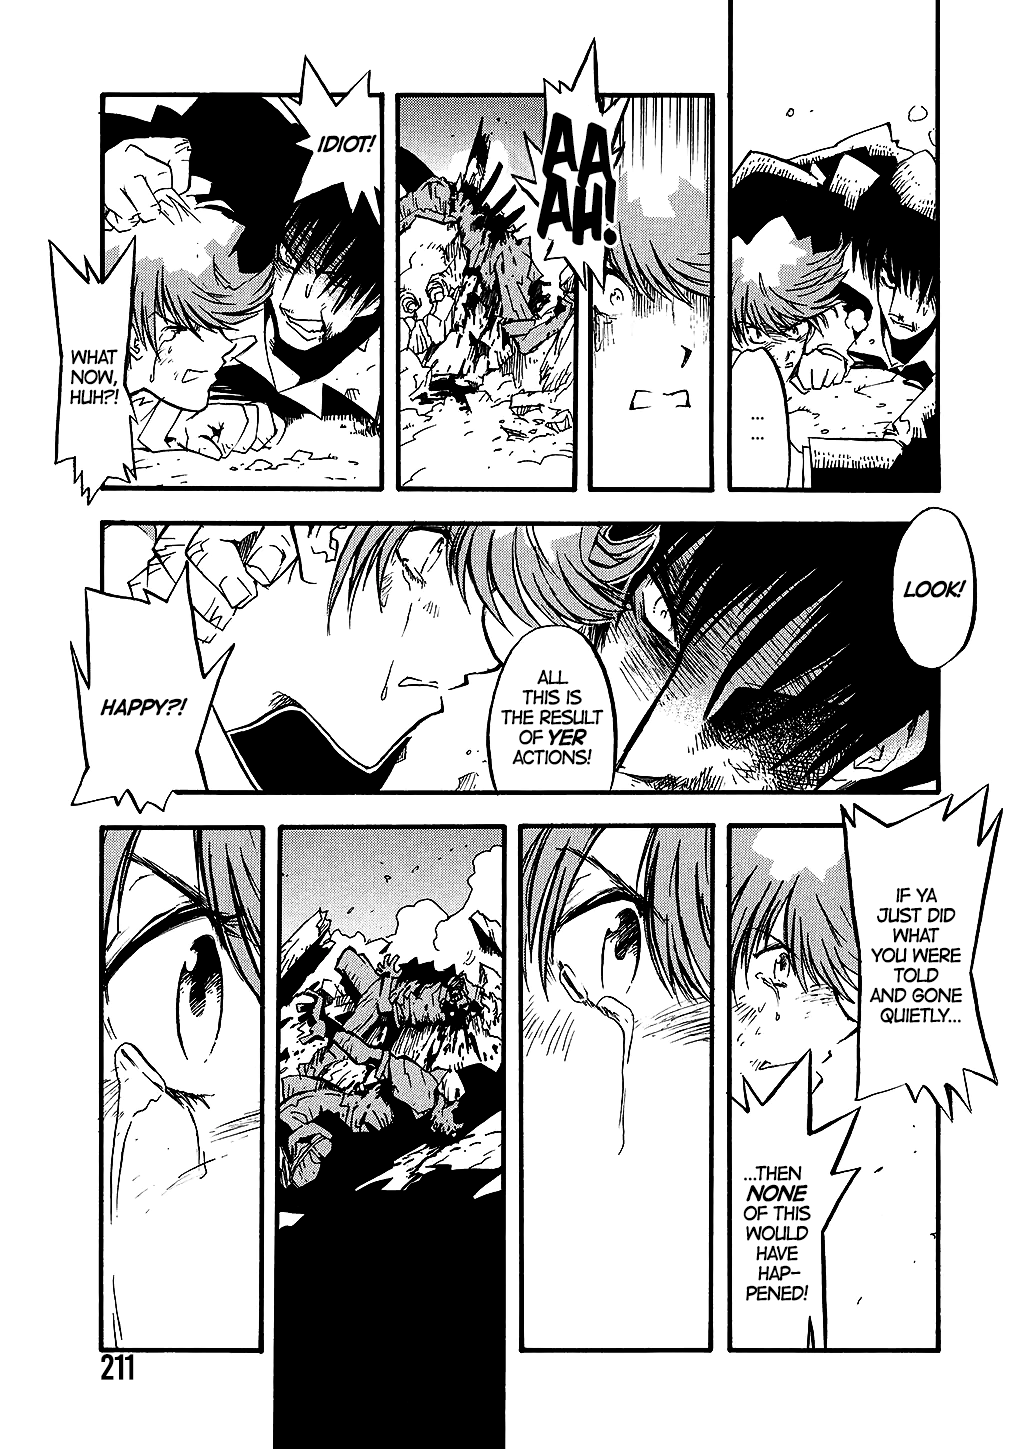 ...
...
AA
AH!
IDIOT!
WHAT
NOW,
HUH?!
LOOK!
ALL
THIS IS
THE RESULT
OF YER
ACTIONS!
HAPPY?!
IF YA
JUST DID
WHAT
YOU WERE
TOLD
AND GONE
QUIETLY...
...THEN
NONE
OF THIS
WOULD
HAVE
HAP-
PENED!
211